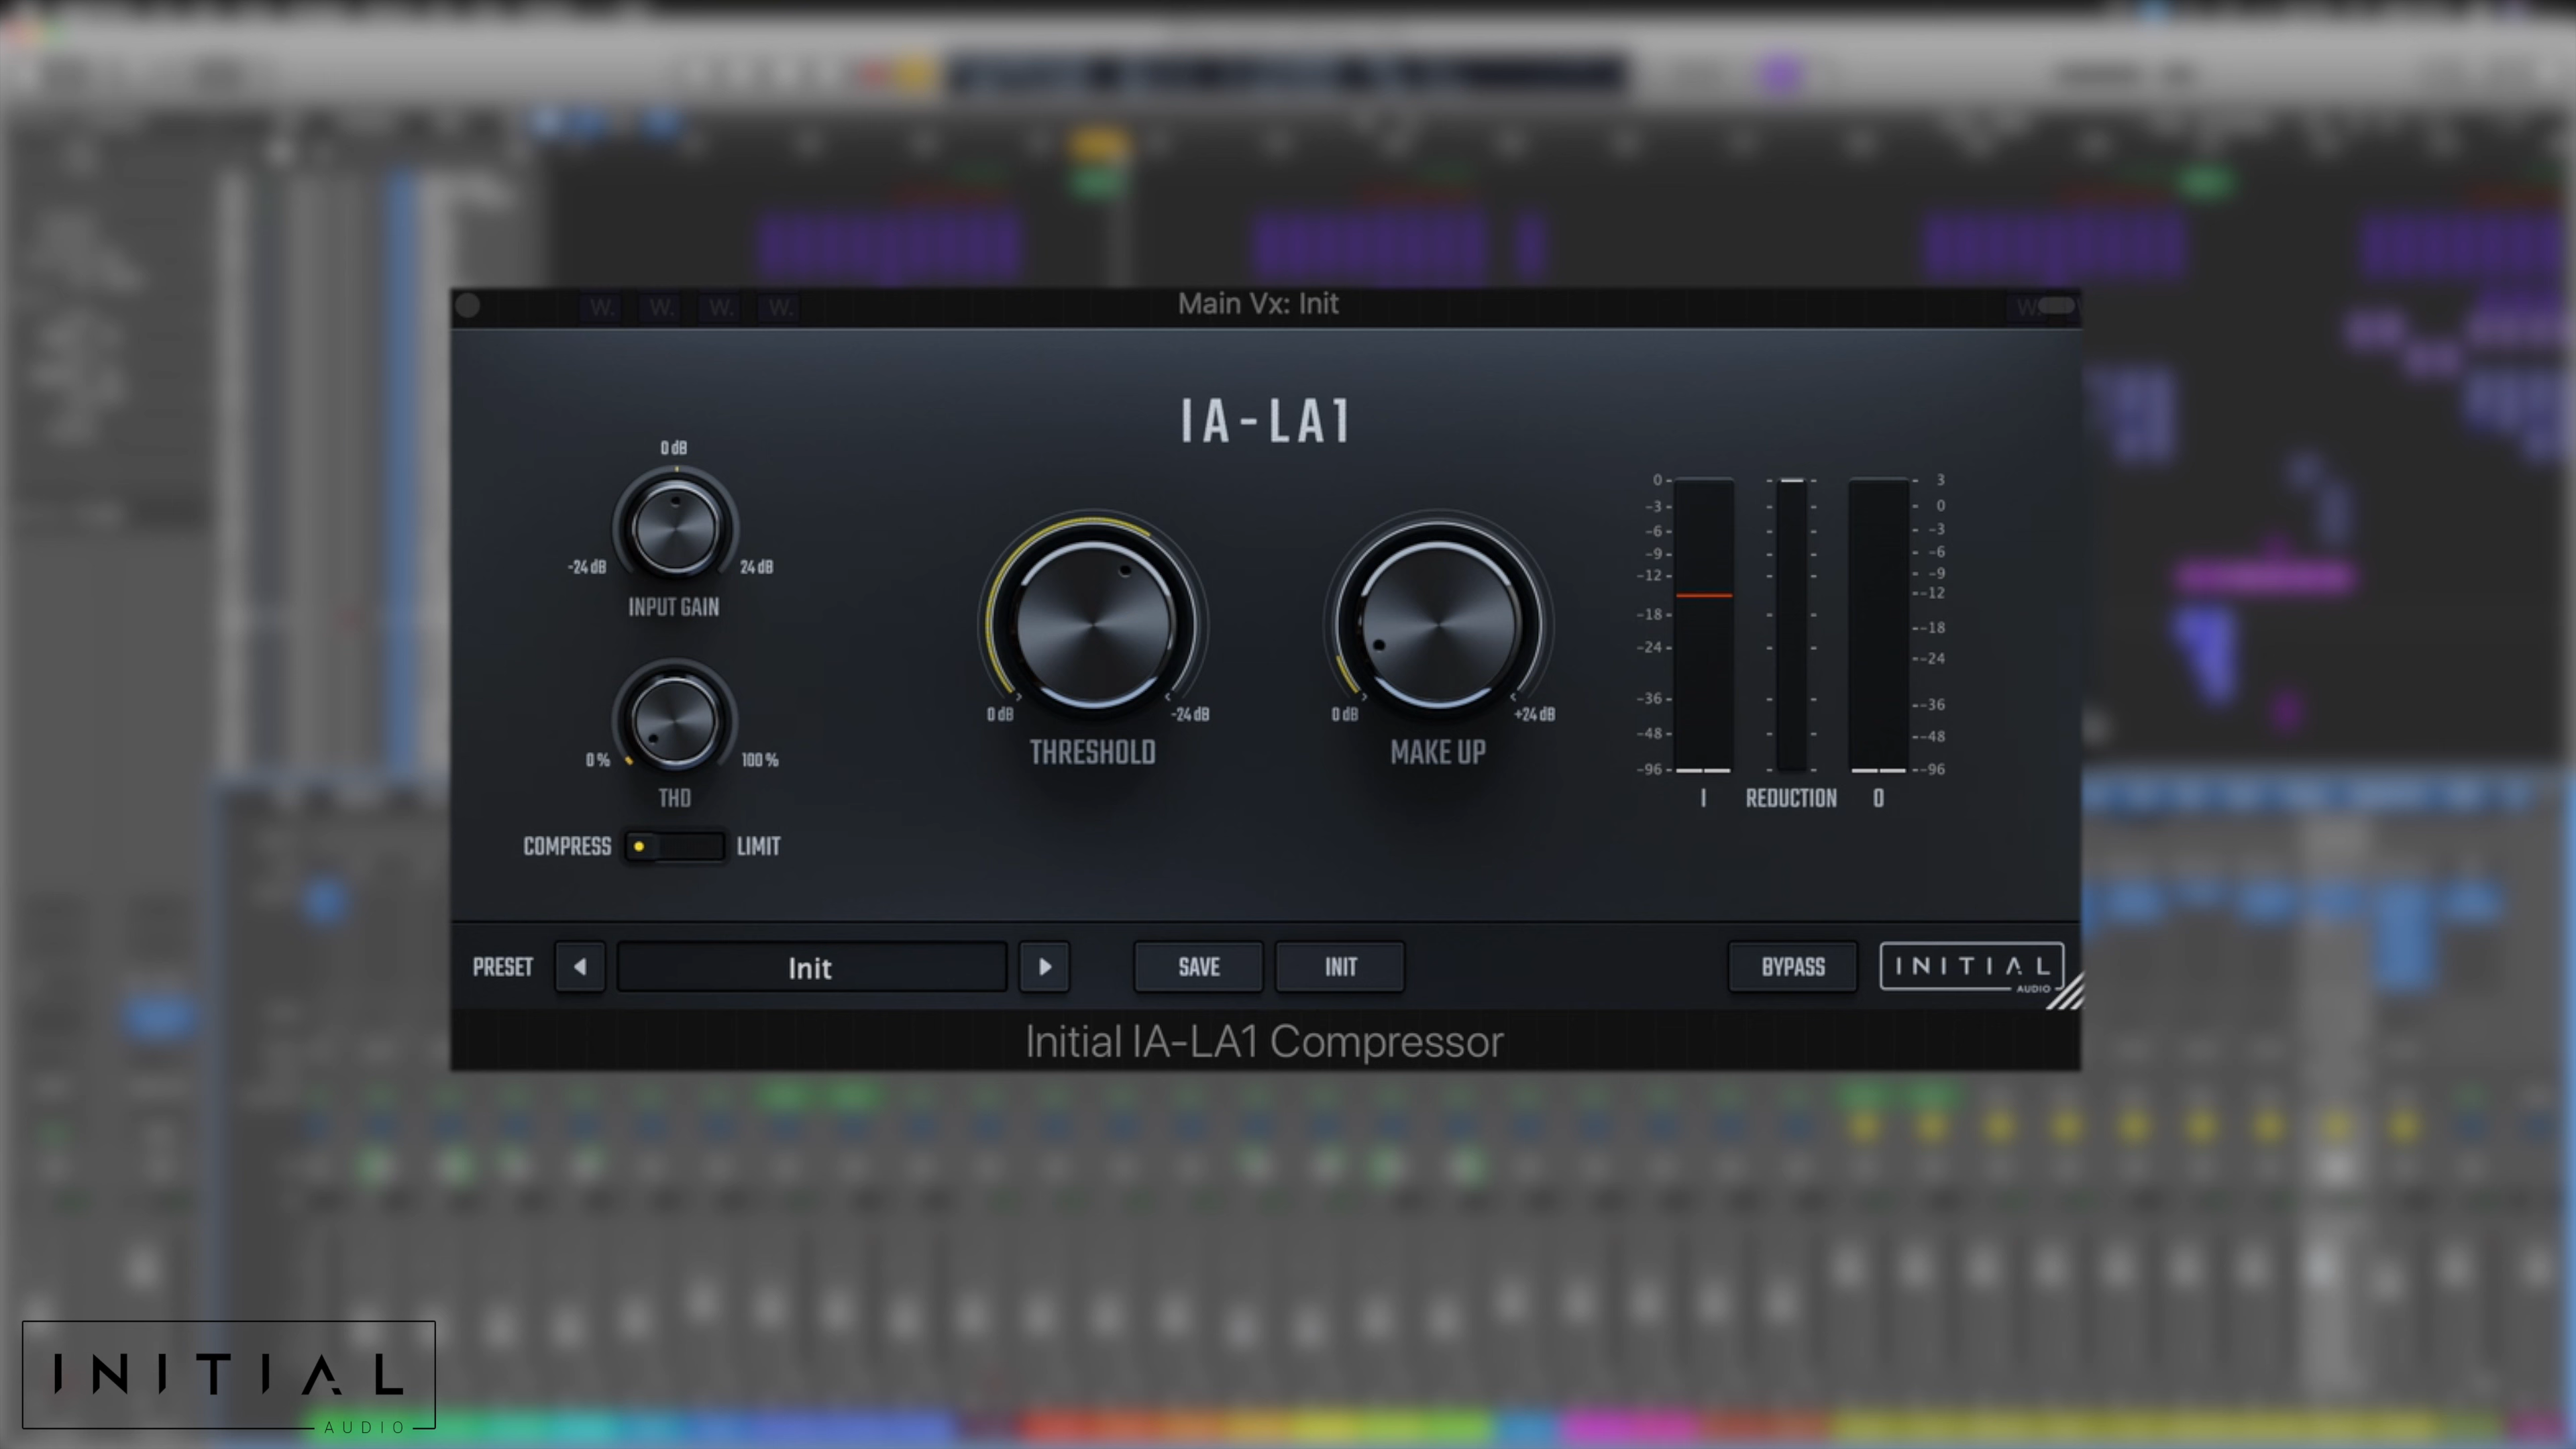 W. W. W. W. Main Vx: Init W.
IA-LA1
0 dB
-24 dB 24 dB
INPUT GAIN
0 % 100 %
THD
COMPRESS LIMIT
0 dB -24 dB
THRESHOLD
0 dB +24 dB
MAKE UP
0 3
-3 0
-6 -3
-9 -6
-12 -9
-12
-18 -18
-24 -24
-36 -36
-48 -48
-96 -96
I REDUCTION O
PRESET Init SAVE INIT BYPASS INITIAL
AUDIO
Initial IA-LA1 Compressor
INITIAL
AUDIO